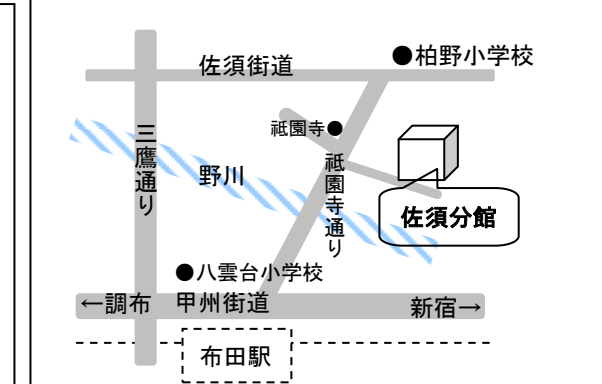 ●柏野小学校
佐須街道
祗園寺●
三鷹通り
野川
祗園寺通り
佐須分館
●八雲台小学校
←調布
甲州街道
新宿→
布田駅